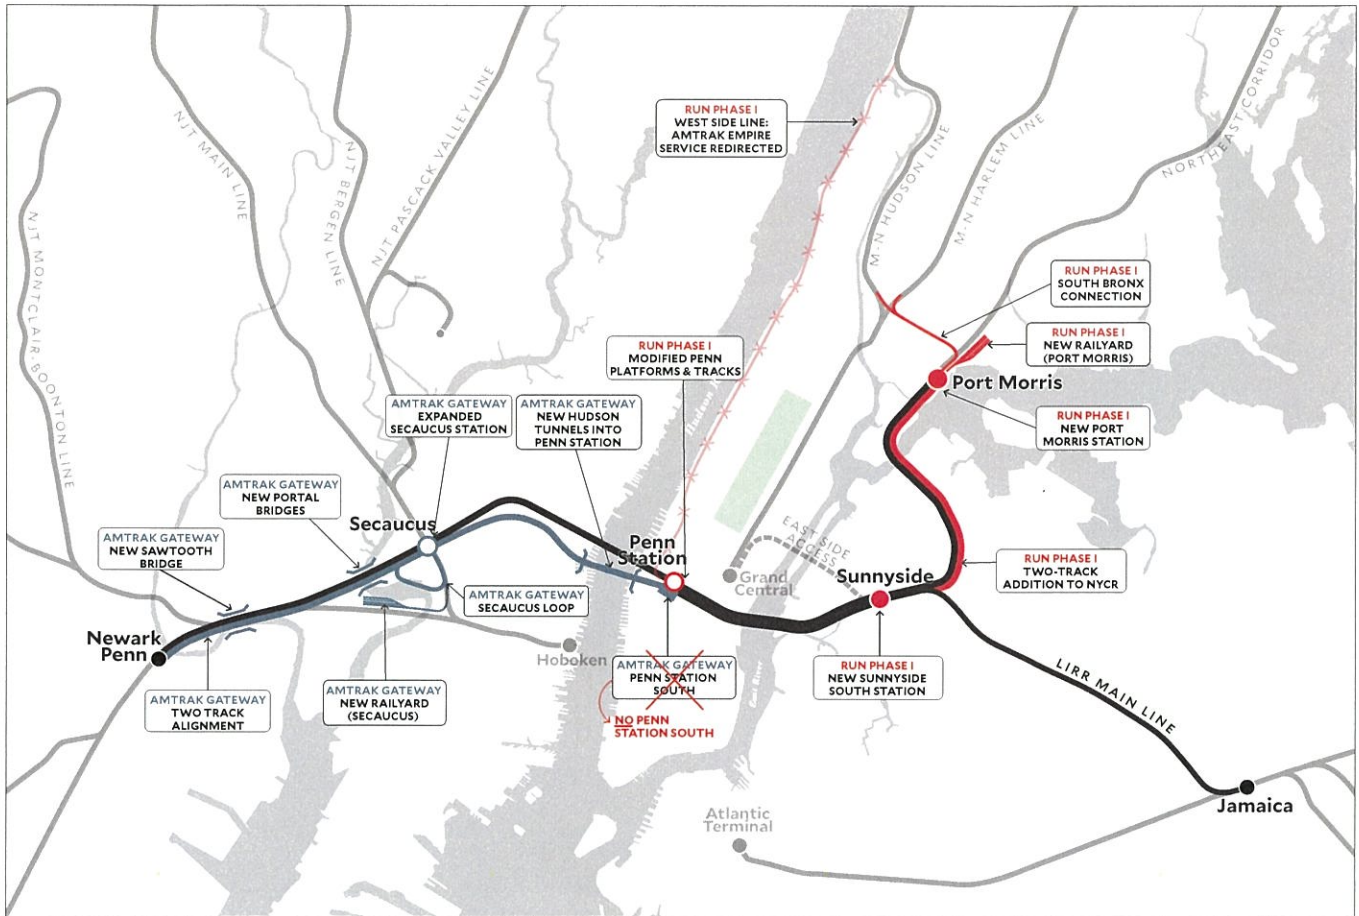 RUN PHASE I
WEST SIDE LINE:
AMTRAK EMPIRE
SERVICE REDIRECTED
NJT MAIN LINE
NJT BERGEN LINE
NJT PASCACK VALLEY LINE
NJT MONTCLAIR-BOONTON LINE
M-N HUDSON LINE
M-N HARLEM LINE
NORTHEAST CORRIDOR
RUN PHASE I
SOUTH BRONX
CONNECTION
RUN PHASE I
NEW RAILYARD
(PORT MORRIS)
Port Morris
RUN PHASE I
NEW PORT
MORRIS STATION
RUN PHASE I
MODIFIED PENN
PLATFORMS & TRACKS
Hudson
AMTRAK GATEWAY
EXPANDED
SECAUCUS STATION
AMTRAK GATEWAY
NEW HUDSON
TUNNELS INTO
PENN STATION
AMTRAK GATEWAY
NEW PORTAL
BRIDGES
Secaucus
AMTRAK GATEWAY
NEW SAWTOOTH
BRIDGE
Penn
Station
EAST SIDE
ACCESS
Grand
Central
Sunnyside
RUN PHASE I
TWO-TRACK
ADDITION TO NYCR
AMTRAK GATEWAY
SECAUCUS LOOP
Newark
Penn
Hoboken
AMTRAK GATEWAY
TWO TRACK
ALIGNMENT
AMTRAK GATEWAY
NEW RAILYARD
(SECAUCUS)
AMTRAK GATEWAY
PENN STATION
SOUTH
NO PENN
STATION SOUTH
East River
RUN PHASE I
NEW SUNNYSIDE
SOUTH STATION
LIRR MAIN LINE
Jamaica
Atlantic
Terminal